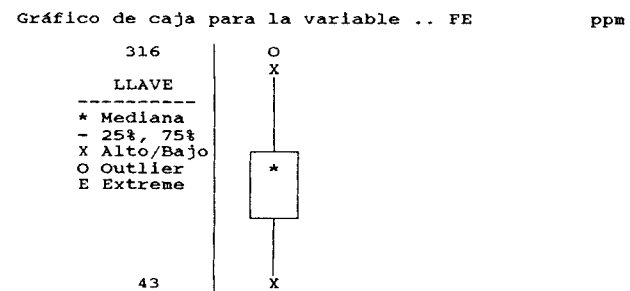 Gráfico de caja para la variable .. FE ppm
316 O
X
LLAVE
----------
* Mediana
- 25%, 75%
X Alto/Bajo
O Outlier *
E Extreme
43 X